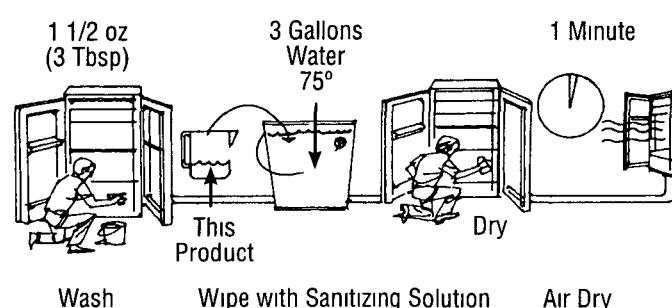 1 1/2 oz
(3 Tbsp)
3 Gallons
Water
75º
1 Minute
This
Product
Dry
Wash
Wipe with Sanitizing Solution
Air Dry